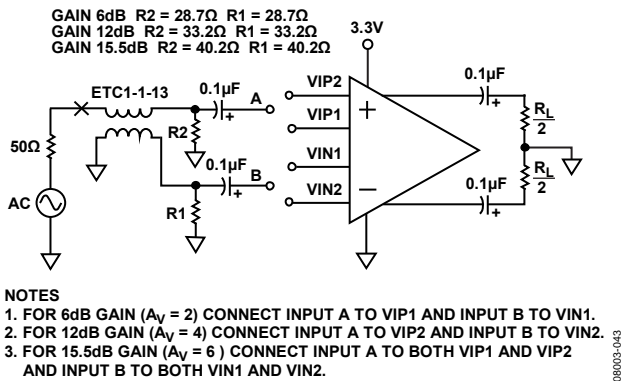 GAIN 6dB R2 = 28.7Ω R1 = 28.7Ω
GAIN 12dB R2 = 33.2Ω R1 = 33.2Ω
GAIN 15.5dB R2 = 40.2Ω R1 = 40.2Ω
3.3V
ETC1-1-13
0.1µF
A
VIP2
0.1µF
+
+
+
RL
2
VIP1
R2
50Ω
0.1µF
VIN1
RL
2
B
VIN2
–
0.1µF
+
+
AC
R1
NOTES
1. FOR 6dB GAIN (AV = 2) CONNECT INPUT A TO VIP1 AND INPUT B TO VIN1.
2. FOR 12dB GAIN (AV = 4) CONNECT INPUT A TO VIP2 AND INPUT B TO VIN2.
3. FOR 15.5dB GAIN (AV = 6 ) CONNECT INPUT A TO BOTH VIP1 AND VIP2
AND INPUT B TO BOTH VIN1 AND VIN2.
08003-043